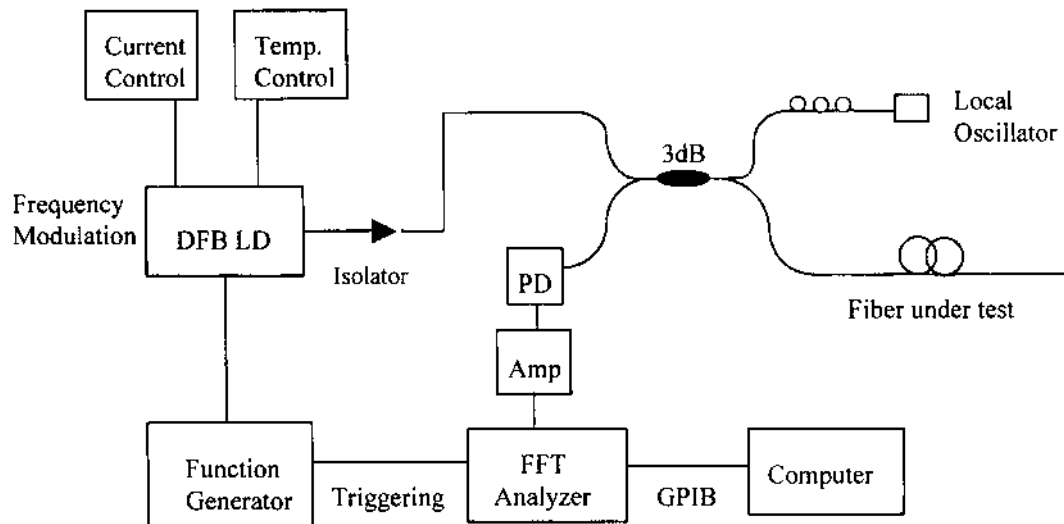 Current
Control
Temp.
Control
Local
Oscillator
3dB
Frequency
Modulation
DFB LD
Isolator
PD
Fiber under test
Amp
Function
Generator
Triggering
FFT
Analyzer
GPIB
Computer